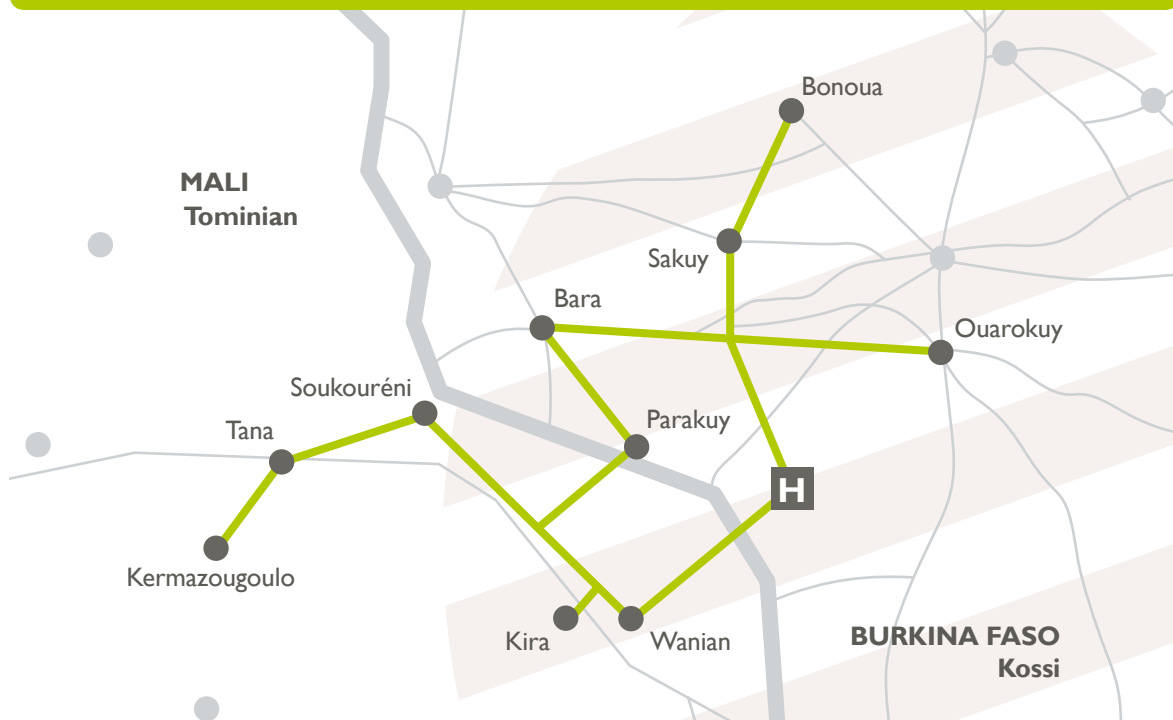 Bonoua
MALI
Tominian
Sakuy
Bara
Ouarokuy
Soukouréni
Parakuy
Tana
H
Kermazougoulo
Kira
Wanian
BURKINA FASO
Kossi